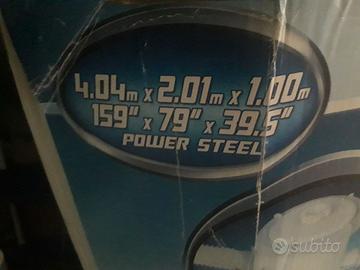 4.04m x 2.01m x 1.00m
159" x 79" x 39.5"
POWER STEEL
subito